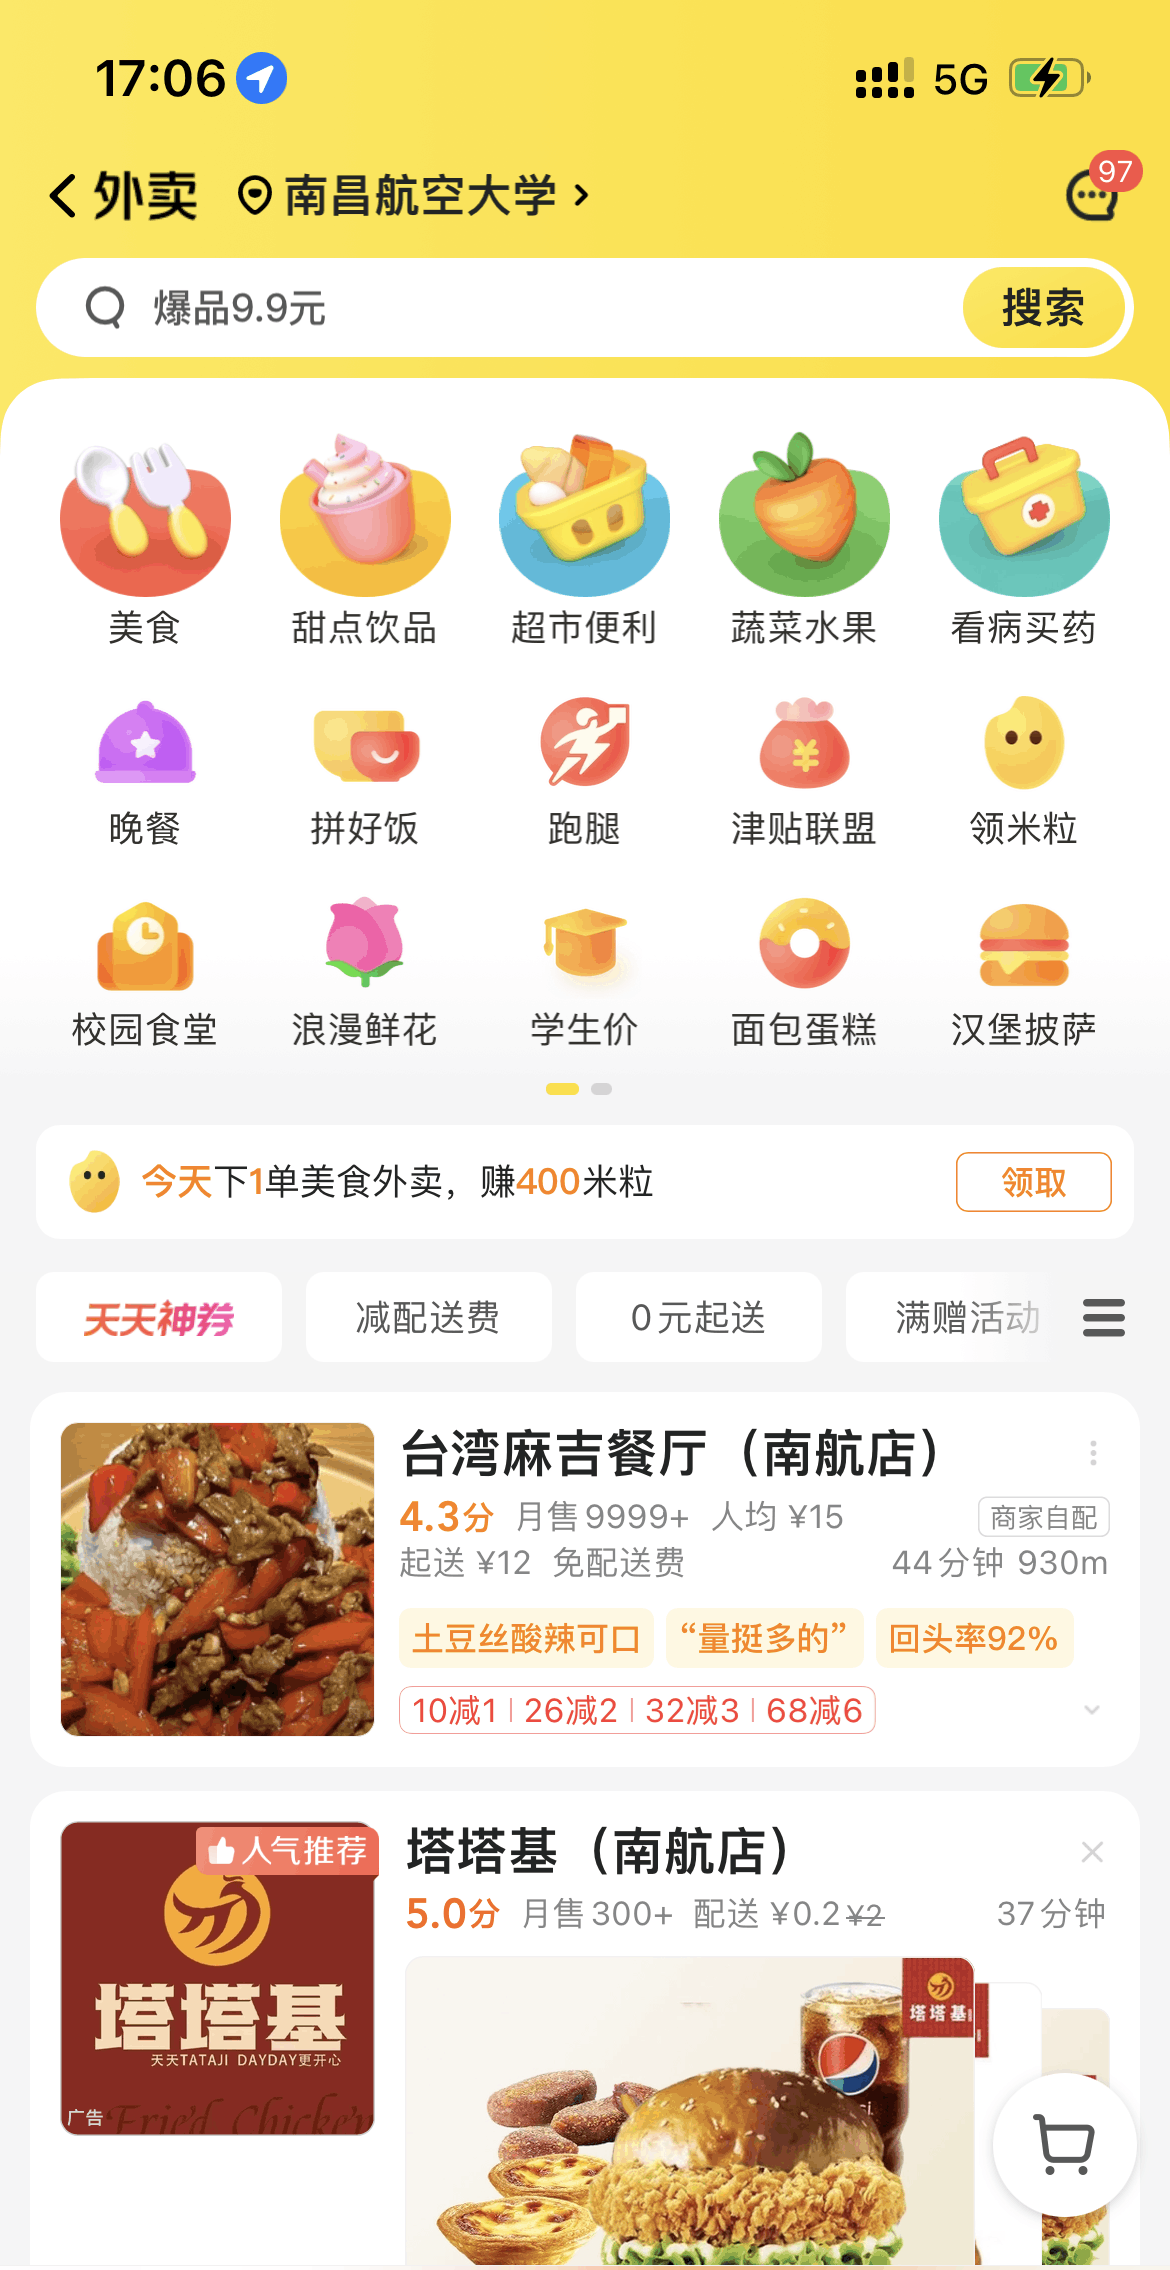 17:06 5G
外卖 南昌航空大学 97
爆品9.9元 搜索
美食 甜点饮品 超市便利 蔬菜水果 看病买药
晚餐 拼好饭 跑腿 津贴联盟 领米粒
校园食堂 浪漫鲜花 学生价 面包蛋糕 汉堡披萨
今天下1单美食外卖，赚400米粒 领取
天天神券 减配送费 0元起送 满赠活动
台湾麻吉餐厅（南航店）
4.3分 月售9999+ 人均 ¥15 商家自配
起送 ¥12 免配送费 44分钟 930m
土豆丝酸辣可口 “量挺多的” 回头率92%
10减1 26减2 32减3 68减6
人气推荐
塔塔基（南航店）
5.0分 月售300+ 配送 ¥0.2 ¥2 37分钟
塔塔基
天天TATAJI DAYDAY更开心
广告 Fried Chicken
塔塔基